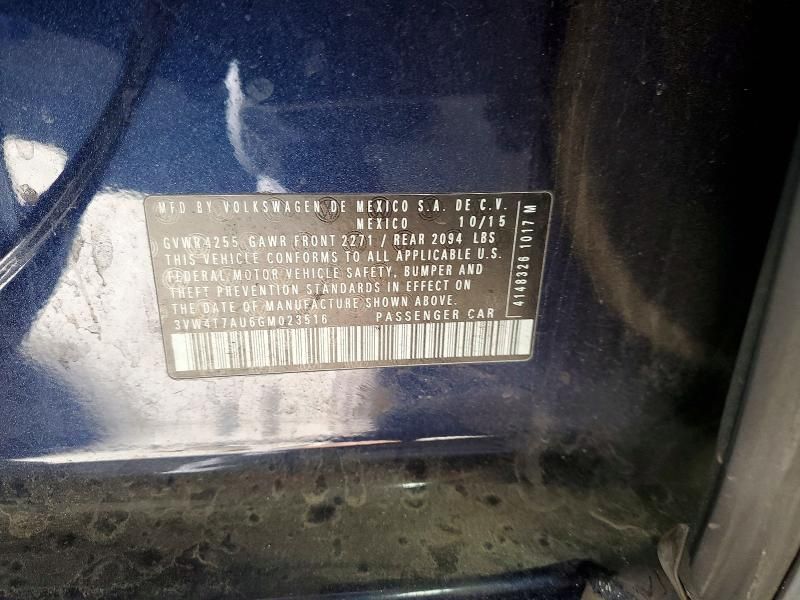 MFD BY VOLKSWAGEN DE MEXICO S.A. DE C.V.
MEXICO 10/15
GVWR4255 GAWR FRONT 2271 / REAR 2094 LBS
THIS VEHICLE CONFORMS TO ALL APPLICABLE U.S.
FEDERAL MOTOR VEHICLE SAFETY, BUMPER AND
THEFT PREVENTION STANDARDS IN EFFECT ON
THE DATE OF MANUFACTURE SHOWN ABOVE.
3VW4T7AU6GM023516 PASSENGER CAR
4148326 1017 M